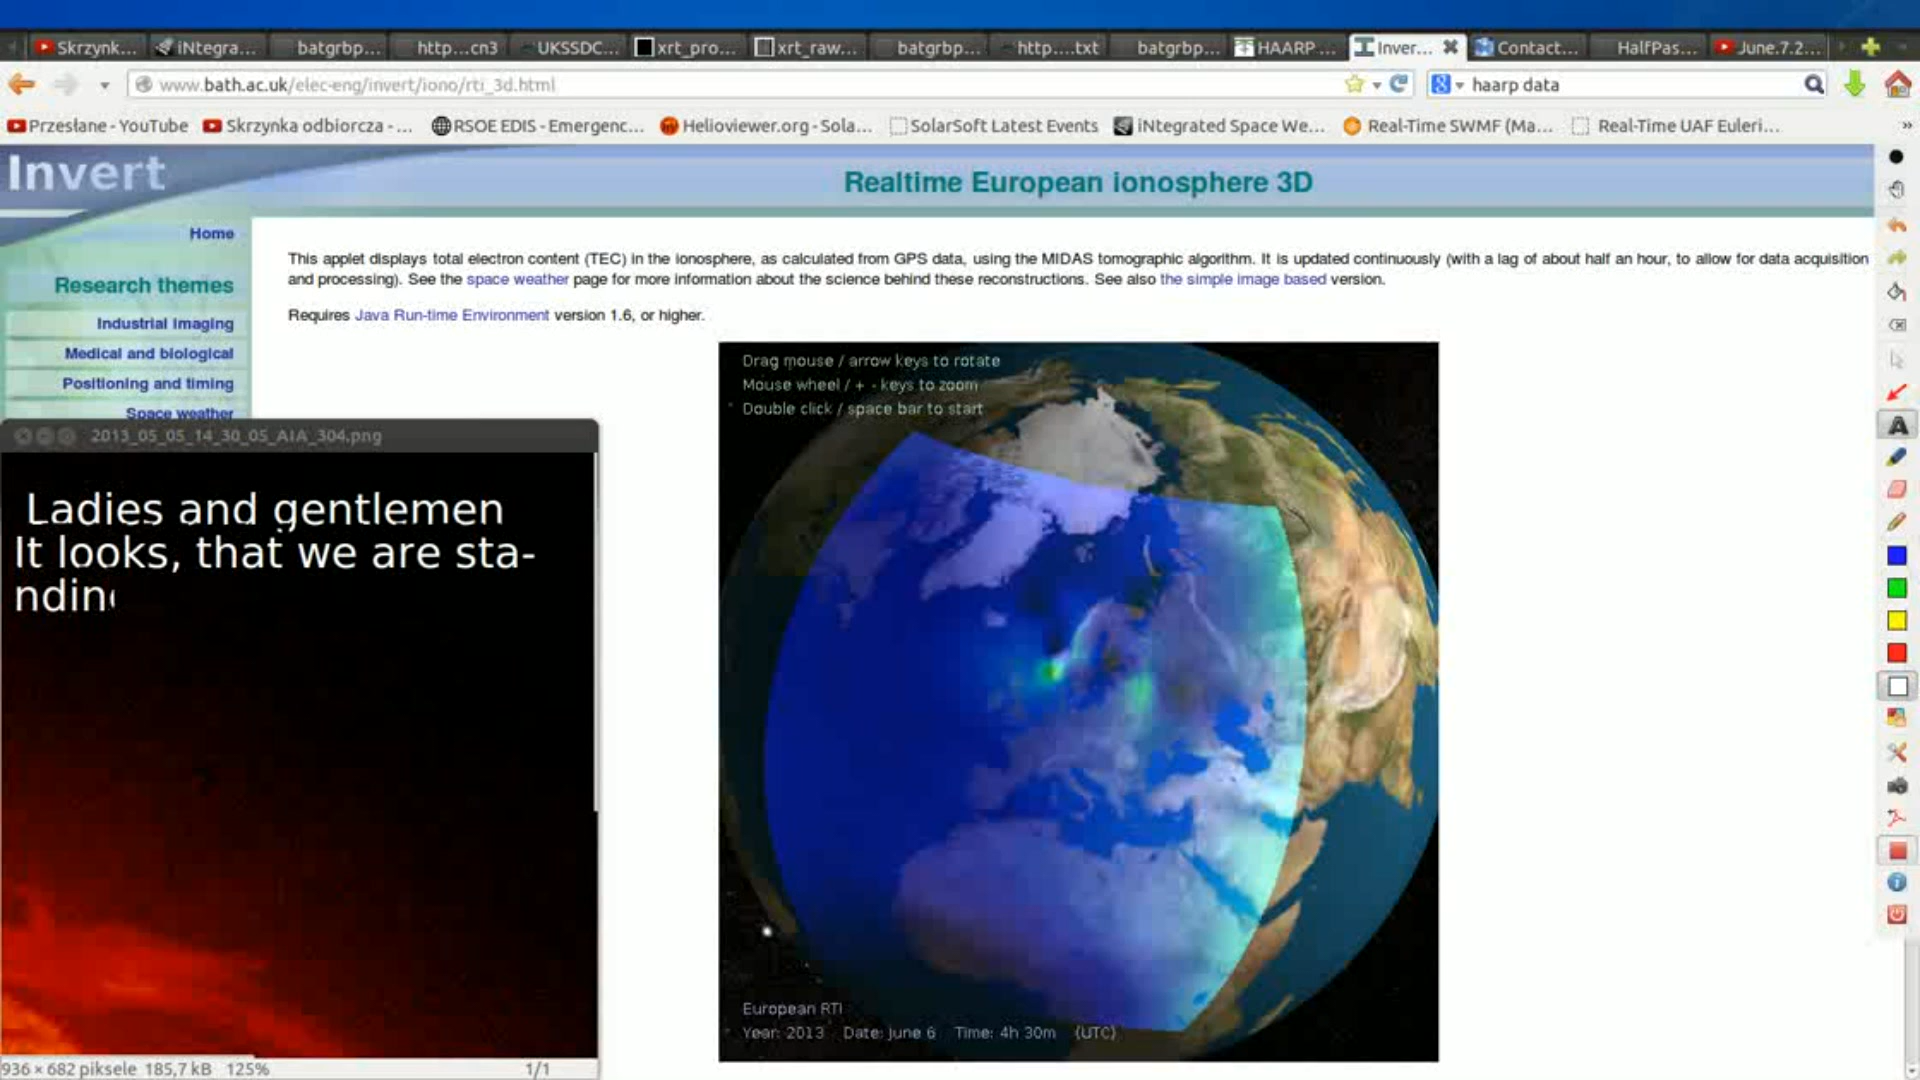 Skrzynk...
iNtegra...
batgrbp...
http...cn3
UKSSDC...
xrt_pro...
xrt_raw...
batgrbp...
http....txt
batgrbp...
HAARP ...
Inver...
Contact...
HalfPas...
June.7.2...
www.bath.ac.uk/elec-eng/invert/iono/rti_3d.html
haarp data
Przesłane - YouTube
Skrzynka odbiorcza - ...
RSOE EDIS - Emergenc...
Helioviewer.org - Sola...
SolarSoft Latest Events
iNtegrated Space We...
Real-Time SWMF (Ma...
Real-Time UAF Euleri...
Invert
Realtime European ionosphere 3D
Home
Research themes
Industrial imaging
Medical and biological
Positioning and timing
Space weather
This applet displays total electron content (TEC) in the ionosphere, as calculated from GPS data, using the MIDAS tomographic algorithm. It is updated continuously (with a lag of about half an hour, to allow for data acquisition
and processing). See the space weather page for more information about the science behind these reconstructions. See also the simple image based version.
Requires Java Run-time Environment version 1.6, or higher.
Drag mouse / arrow keys to rotate
Mouse wheel / + - keys to zoom
Double click / space bar to start
2013_05_05_14_30_05_AIA_304.png
Ladies and gentlemen
It looks, that we are sta-
ndin
European RTI
Year: 2013 Date: June 6 Time: 4h 30m (UTC)
936 × 682 piksele 185,7 kB 125%
1/1